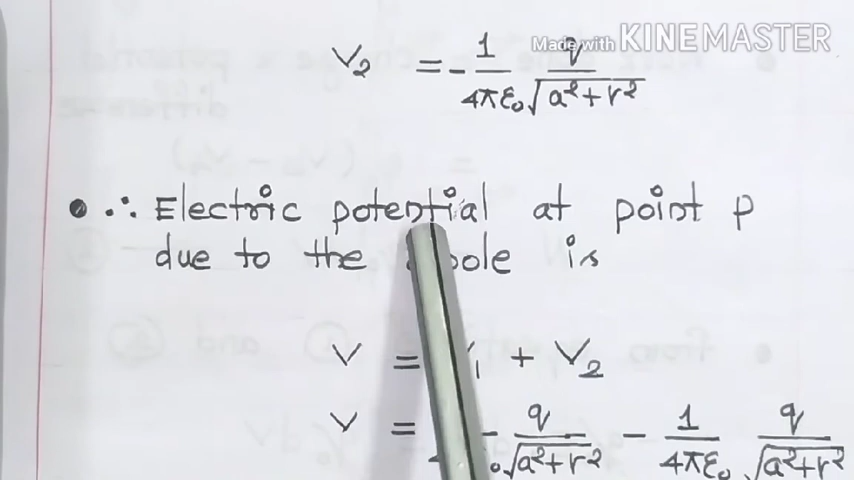 Made with KINEMASTER
V₂ = - 1/4πε₀ q/√a²+r²
• ∴ Electric potential at point P
due to the is
V = + V₂
V = q/√a²+r² - 1/4πε₀ q/√a²+r²